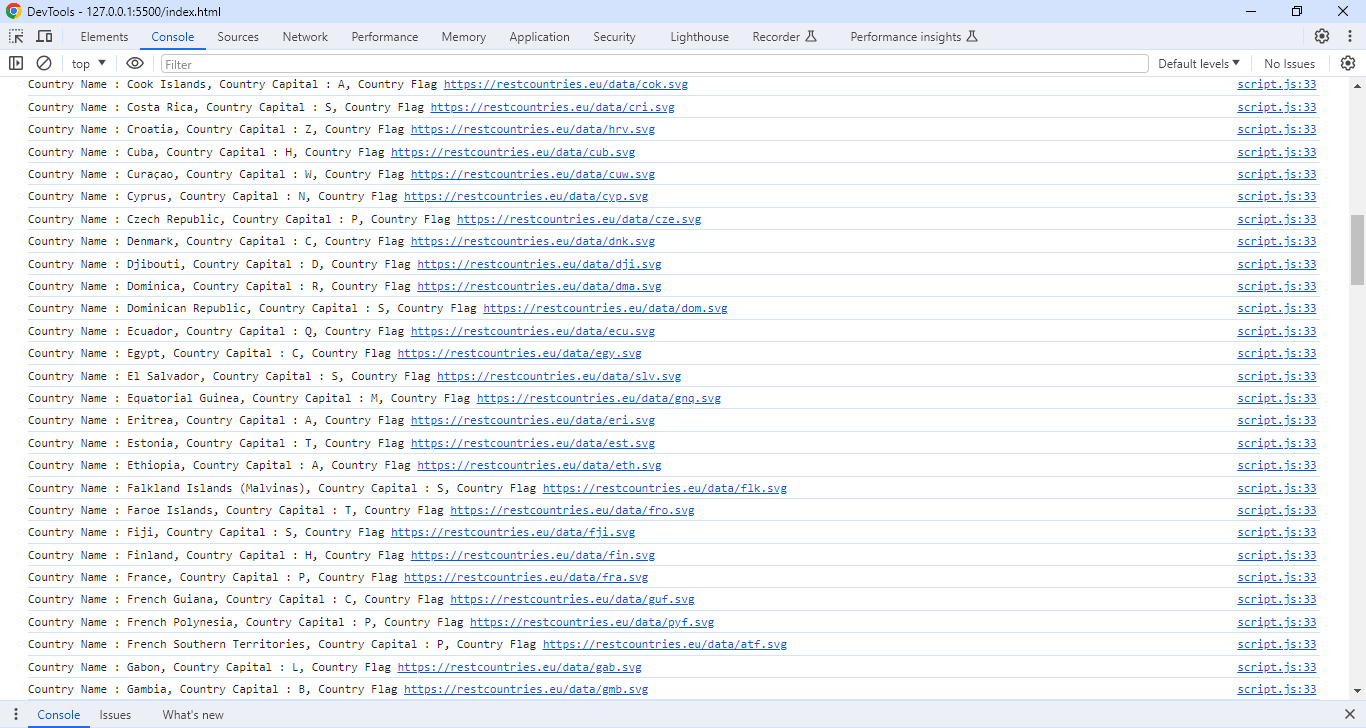 DevTools - 127.0.0.1:5500/index.html
Elements Console Sources Network Performance Memory Application Security Lighthouse Recorder Performance insights
top ▼ Filter Default levels ▼ No Issues
Country Name : Cook Islands, Country Capital : A, Country Flag https://restcountries.eu/data/cok.svg script.js:33
Country Name : Costa Rica, Country Capital : S, Country Flag https://restcountries.eu/data/cri.svg script.js:33
Country Name : Croatia, Country Capital : Z, Country Flag https://restcountries.eu/data/hrv.svg script.js:33
Country Name : Cuba, Country Capital : H, Country Flag https://restcountries.eu/data/cub.svg script.js:33
Country Name : Curaçao, Country Capital : W, Country Flag https://restcountries.eu/data/cuw.svg script.js:33
Country Name : Cyprus, Country Capital : N, Country Flag https://restcountries.eu/data/cyp.svg script.js:33
Country Name : Czech Republic, Country Capital : P, Country Flag https://restcountries.eu/data/cze.svg script.js:33
Country Name : Denmark, Country Capital : C, Country Flag https://restcountries.eu/data/dnk.svg script.js:33
Country Name : Djibouti, Country Capital : D, Country Flag https://restcountries.eu/data/dji.svg script.js:33
Country Name : Dominica, Country Capital : R, Country Flag https://restcountries.eu/data/dma.svg script.js:33
Country Name : Dominican Republic, Country Capital : S, Country Flag https://restcountries.eu/data/dom.svg script.js:33
Country Name : Ecuador, Country Capital : Q, Country Flag https://restcountries.eu/data/ecu.svg script.js:33
Country Name : Egypt, Country Capital : C, Country Flag https://restcountries.eu/data/egy.svg script.js:33
Country Name : El Salvador, Country Capital : S, Country Flag https://restcountries.eu/data/slv.svg script.js:33
Country Name : Equatorial Guinea, Country Capital : M, Country Flag https://restcountries.eu/data/gnq.svg script.js:33
Country Name : Eritrea, Country Capital : A, Country Flag https://restcountries.eu/data/eri.svg script.js:33
Country Name : Estonia, Country Capital : T, Country Flag https://restcountries.eu/data/est.svg script.js:33
Country Name : Ethiopia, Country Capital : A, Country Flag https://restcountries.eu/data/eth.svg script.js:33
Country Name : Falkland Islands (Malvinas), Country Capital : S, Country Flag https://restcountries.eu/data/flk.svg script.js:33
Country Name : Faroe Islands, Country Capital : T, Country Flag https://restcountries.eu/data/fro.svg script.js:33
Country Name : Fiji, Country Capital : S, Country Flag https://restcountries.eu/data/fji.svg script.js:33
Country Name : Finland, Country Capital : H, Country Flag https://restcountries.eu/data/fin.svg script.js:33
Country Name : France, Country Capital : P, Country Flag https://restcountries.eu/data/fra.svg script.js:33
Country Name : French Guiana, Country Capital : C, Country Flag https://restcountries.eu/data/guf.svg script.js:33
Country Name : French Polynesia, Country Capital : P, Country Flag https://restcountries.eu/data/pyf.svg script.js:33
Country Name : French Southern Territories, Country Capital : P, Country Flag https://restcountries.eu/data/atf.svg script.js:33
Country Name : Gabon, Country Capital : L, Country Flag https://restcountries.eu/data/gab.svg script.js:33
Country Name : Gambia, Country Capital : B, Country Flag https://restcountries.eu/data/gmb.svg script.js:33
Console Issues What's new